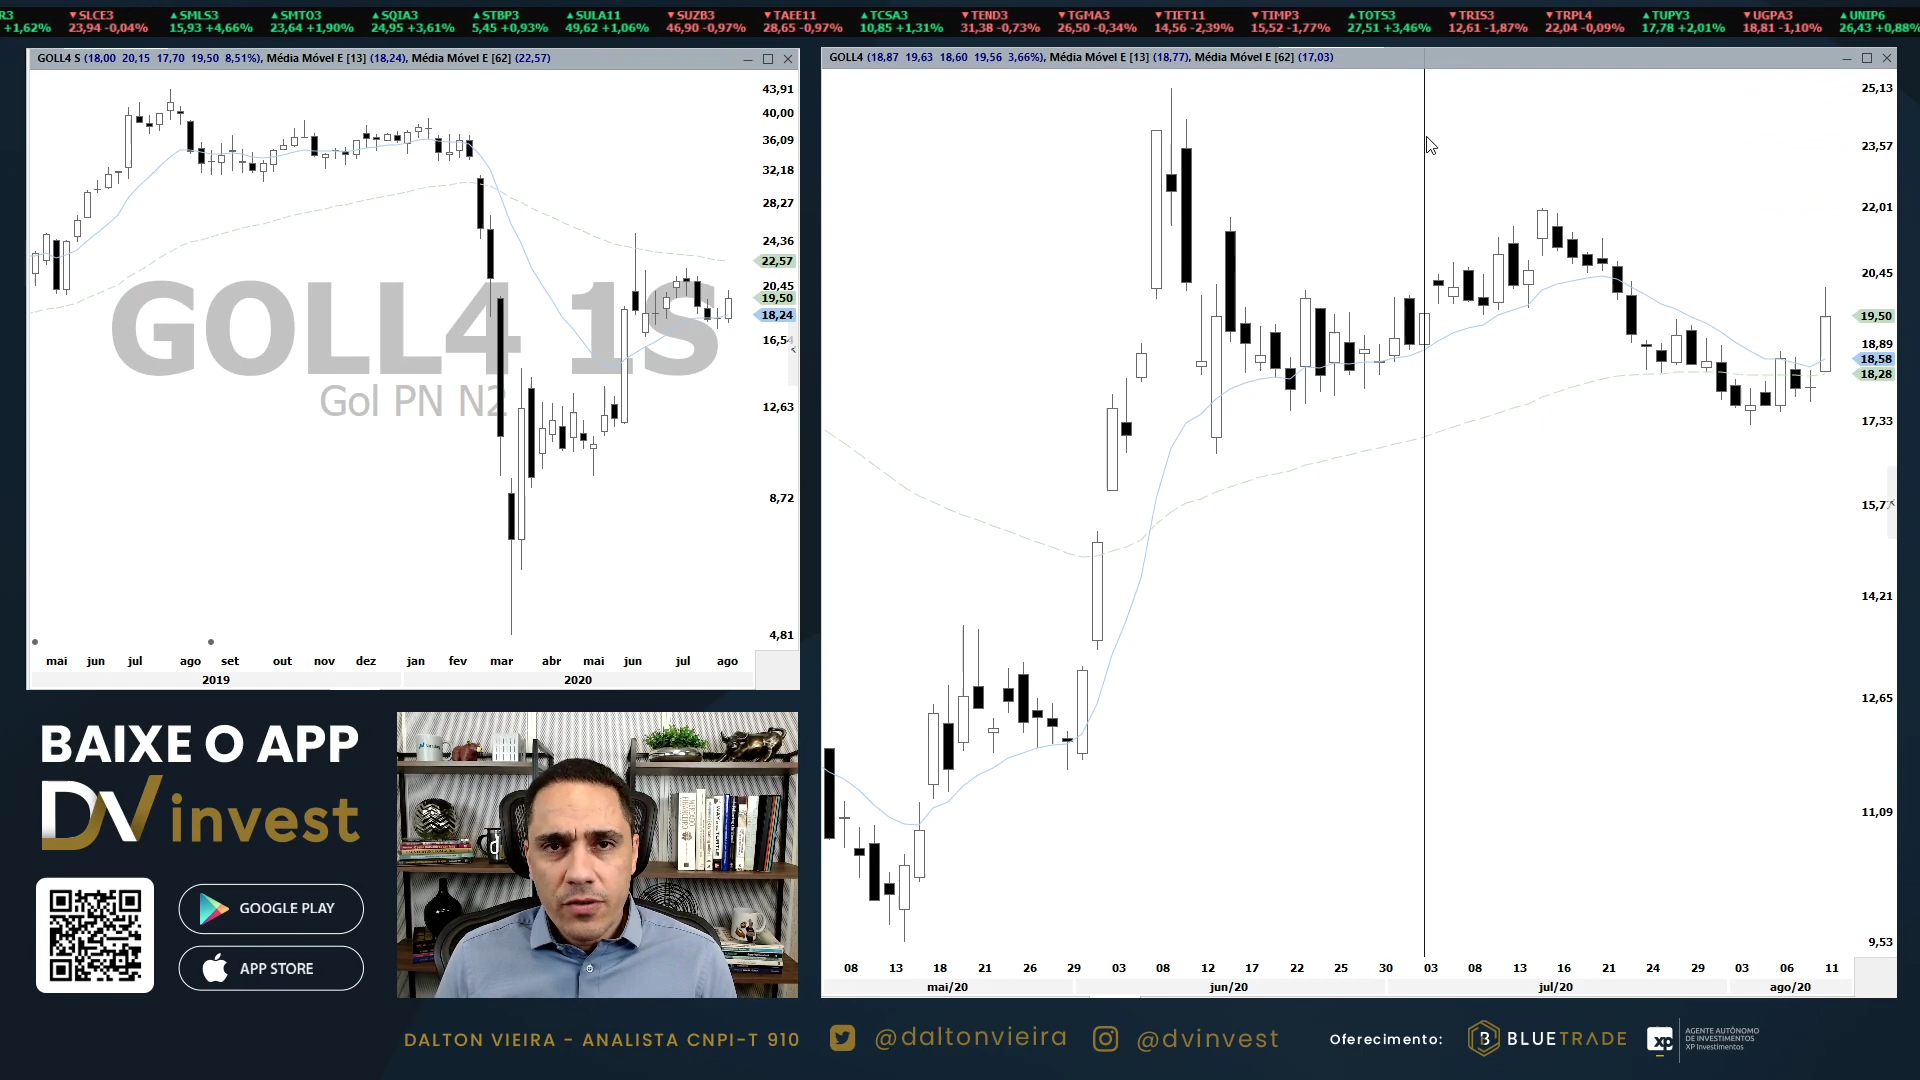 ▼SLCE3 ▲SMLS3 ▲SMTO3 ▲SQIA3 ▲STBP3 ▲SULA11 ▼SUZB3 ▼TAEE11 ▲TCSA3 ▼TEND3 ▼TGMA3 ▼TIET11 ▼TIMP3 ▲TOTS3 ▼TRIS3 ▼TRPL4 ▲TUPY3 ▼UGPA3 ▲UNIP6
+1,62% 23,94 -0,04% 15,93 +4,66% 23,64 +1,90% 24,95 +3,61% 5,45 +0,93% 49,62 +1,06% 46,90 -0,97% 28,65 -0,97% 10,85 +1,31% 31,38 -0,73% 26,50 -0,34% 14,56 -2,39% 15,52 -1,77% 27,51 +3,46% 12,61 -1,87% 22,04 -0,09% 17,78 +2,01% 18,81 -1,10% 26,43 +0,88%
GOLL4 S (18,00 20,15 17,70 19,50 8,51%), Média Móvel E [13] (18,24), Média Móvel E [62] (22,57)
43,91
40,00
36,09
32,18
28,27
24,36
22,57
20,45
19,50
18,24
16,54
12,63
8,72
4,81
GOLL4 1S
Gol PN N2
mai jun jul ago set out nov dez jan fev mar abr mai jun jul ago
2019 2020
GOLL4 (18,87 19,63 18,60 19,56 3,66%), Média Móvel E [13] (18,77), Média Móvel E [62] (17,03)
25,13
23,57
22,01
20,45
19,50
18,89
18,58
18,28
17,33
15,77
14,21
12,65
11,09
9,53
08 13 18 21 26 29 03 08 12 17 22 25 30 03 08 13 16 21 24 29 03 06 11
mai/20 jun/20 jul/20 ago/20
BAIXE O APP
DVinvest
GOOGLE PLAY
APP STORE
DALTON VIEIRA - ANALISTA CNPI-T 910
@daltonvieira
@dvinvest
Oferecimento:
BLUETRADE
xp
AGENTE AUTÔNOMO
DE INVESTIMENTOS
XP Investimentos